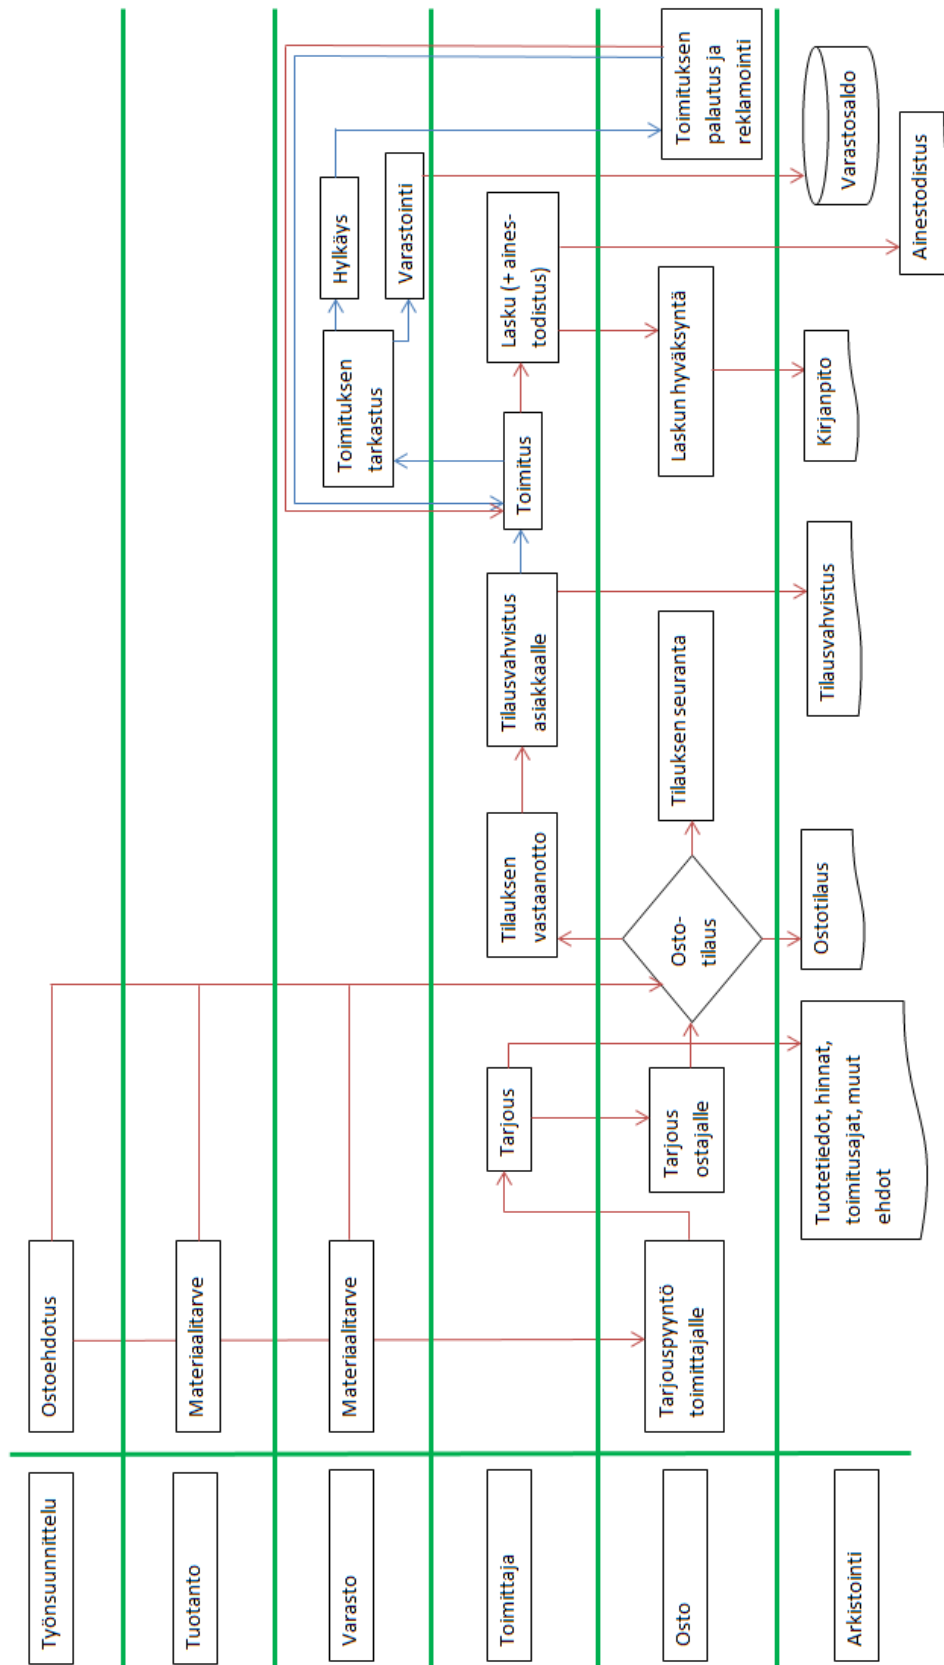 Työnsuunnittelu
Ostoehdotus
Tuotanto
Materiaalitarve
Varasto
Materiaalitarve
Toimituksen
tarkastus
Hylkäys
Varastointi
Toimittaja
Tarjous
Tilauksen
vastaanotto
Tilausvahvistus
asiakkaalle
Toimitus
Lasku (+ aines-
todistus)
Osto
Tarjouspyyntö
toimittajalle
Tarjous
ostajalle
Osto-
tilaus
Tilauksen seuranta
Laskun hyväksyntä
Toimituksen
palautus ja
reklamointi
Arkistointi
Tuotetiedot, hinnat,
toimitusajat, muut
ehdot
Ostotilaus
Tilausvahvistus
Kirjanpito
Varastosaldo
Ainestodistus